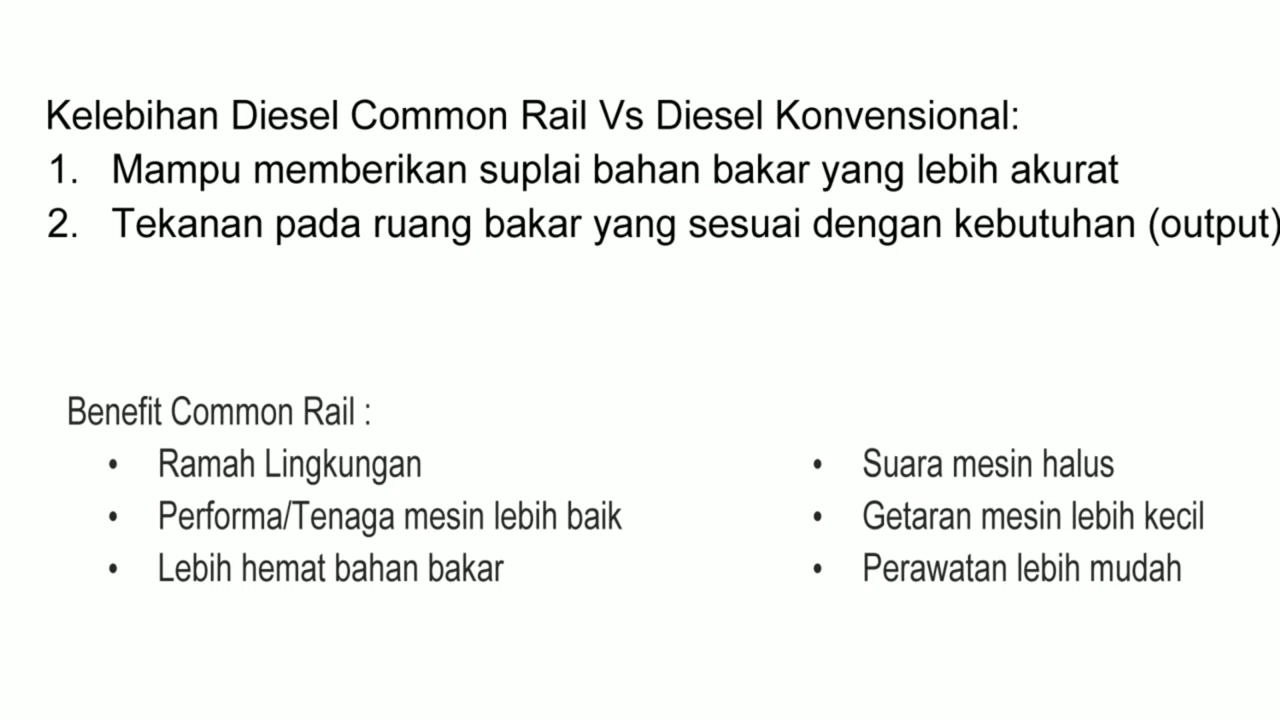 Kelebihan Diesel Common Rail Vs Diesel Konvensional:
1. Mampu memberikan suplai bahan bakar yang lebih akurat
2. Tekanan pada ruang bakar yang sesuai dengan kebutuhan (output)
Benefit Common Rail :
• Ramah Lingkungan
• Performa/Tenaga mesin lebih baik
• Lebih hemat bahan bakar
• Suara mesin halus
• Getaran mesin lebih kecil
• Perawatan lebih mudah